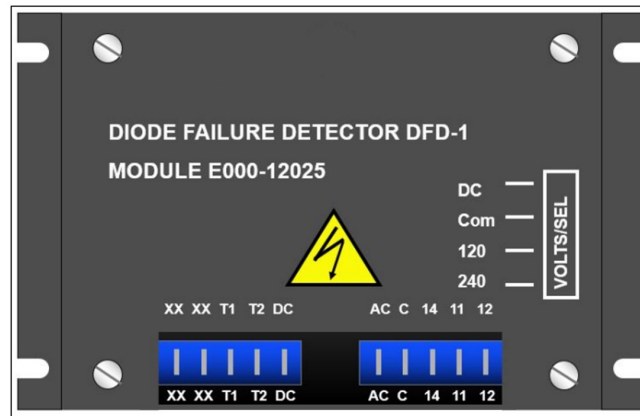 DIODE FAILURE DETECTOR DFD-1
MODULE E000-12025
DC
Com
120
240
VOLTS/SEL
XX XX T1 T2 DC AC C 14 11 12
XX XX T1 T2 DC AC C 14 11 12